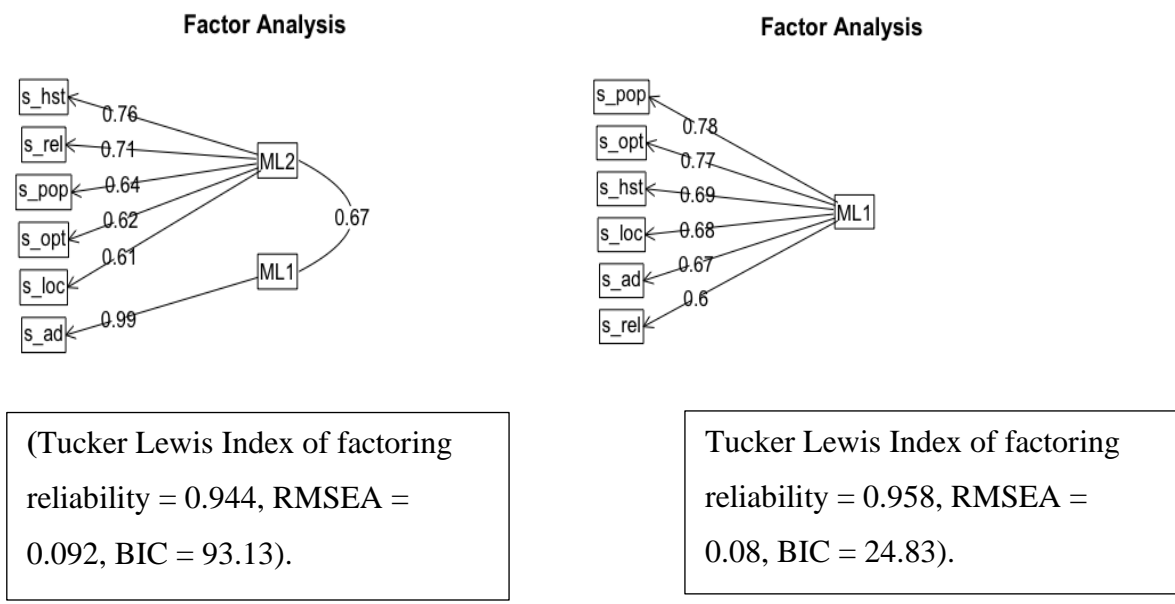 Factor Analysis
s_hst
s_rel
s_pop
s_opt
s_loc
s_ad
0.76
0.71
0.64
0.62
0.61
0.99
ML2
ML1
0.67
(Tucker Lewis Index of factoring
reliability = 0.944, RMSEA =
0.092, BIC = 93.13).
Factor Analysis
s_pop
s_opt
s_hst
s_loc
s_ad
s_rel
0.78
0.77
0.69
0.68
0.67
0.6
ML1
Tucker Lewis Index of factoring
reliability = 0.958, RMSEA =
0.08, BIC = 24.83).